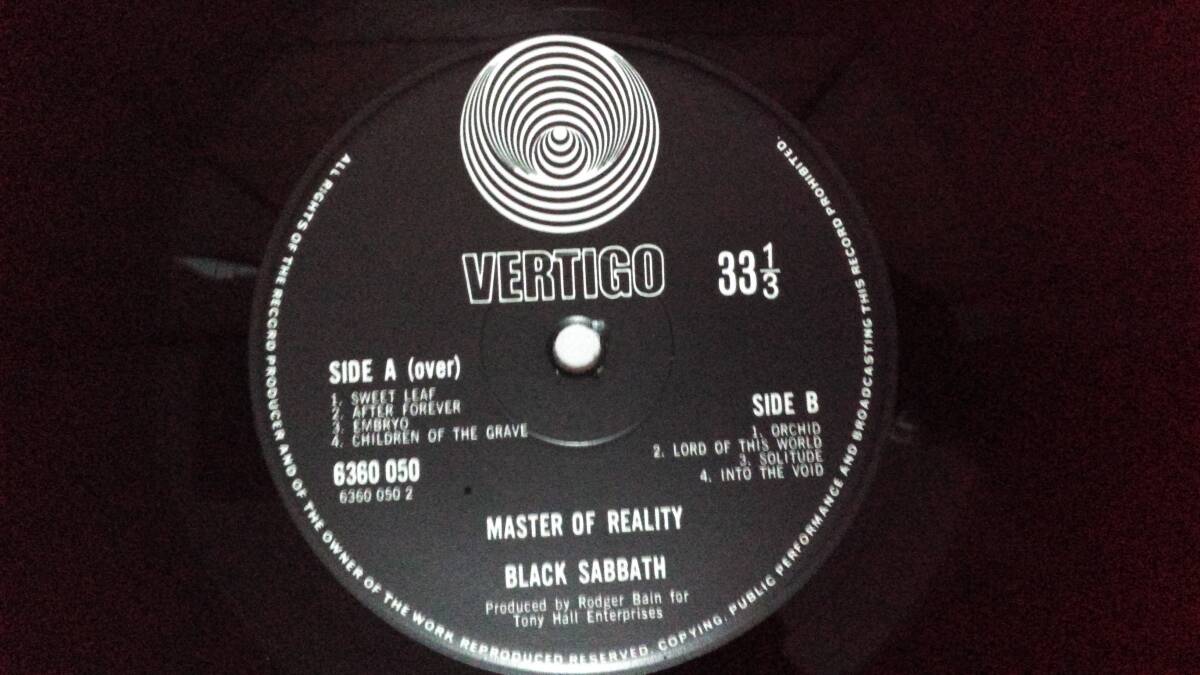 VERTIGO
33 1/3
SIDE A (over)
1. SWEET LEAF
2. AFTER FOREVER
3. EMBRYO
4. CHILDREN OF THE GRAVE
6360 050
6360 050 2
SIDE B
1. ORCHID
2. LORD OF THIS WORLD
3. SOLITUDE
4. INTO THE VOID
MASTER OF REALITY
BLACK SABBATH
Produced by Rodger Bain for
Tony Hall Enterprises
ALL RIGHTS OF THE RECORD PRODUCER AND OF THE OWNER OF THE WORK REPRODUCED RESERVED. COPYING, PUBLIC PERFORMANCE AND BROADCASTING THIS RECORD PROHIBITED.